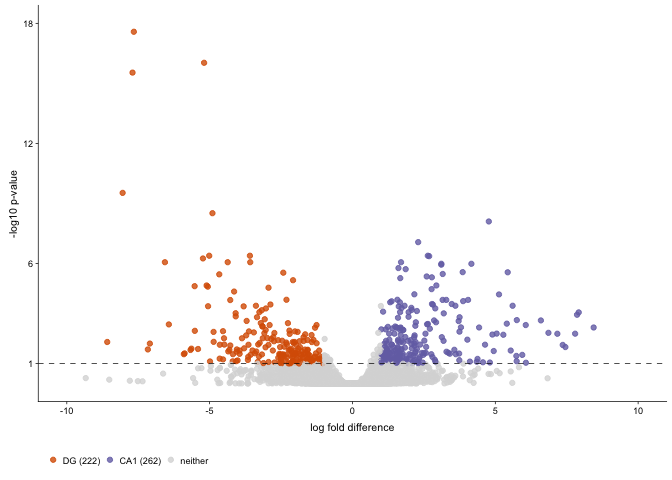 18
12
6
1
-log10 p-value
-10 -5 0 5 10
log fold difference
DG (222) CA1 (262) neither